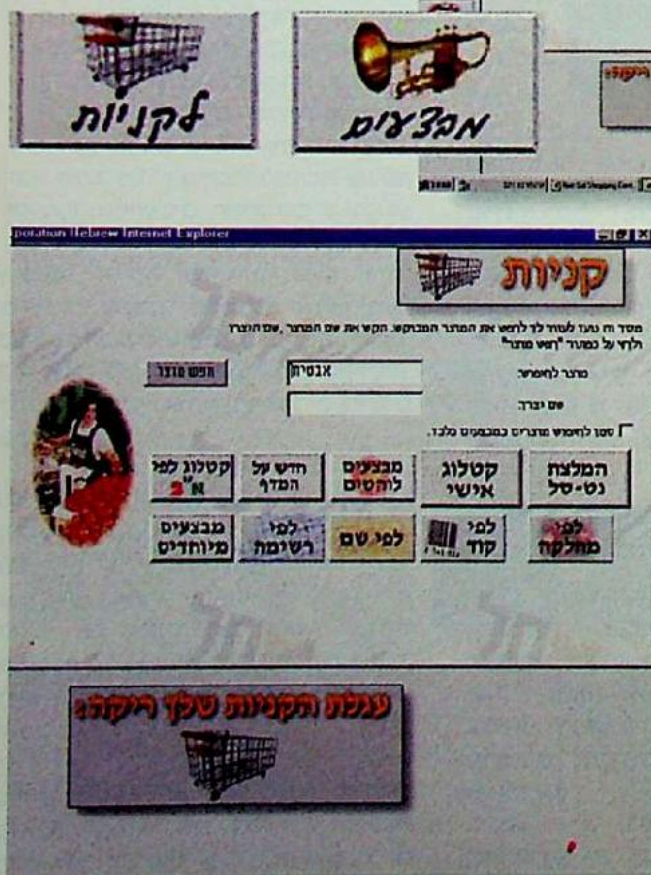 לקניות
מבצעים
ריקה:
poration Hebrew Internet Explorer
קניות
מסך זה נועד לעזור לך לחפש את המוצר המבוקש. הקש את שם המוצר, שם היצרן
ולחץ על כפתור "חפש מוצר"
מוצר לחיפוש:
אבטיח
חפש מוצר
שם יצרן:
סמן לחיפוש מוצרים במבצעים בלבד.
המלצת נט-סל
קטלוג אישי
מבצעים לוהטים
חדש על המדף
קטלוג לפי א"ב
לפי מחלקה
לפי קוד
לפי שם
לפי רשימה
מבצעים מיוחדים
עגלת הקניות שלך ריקה: